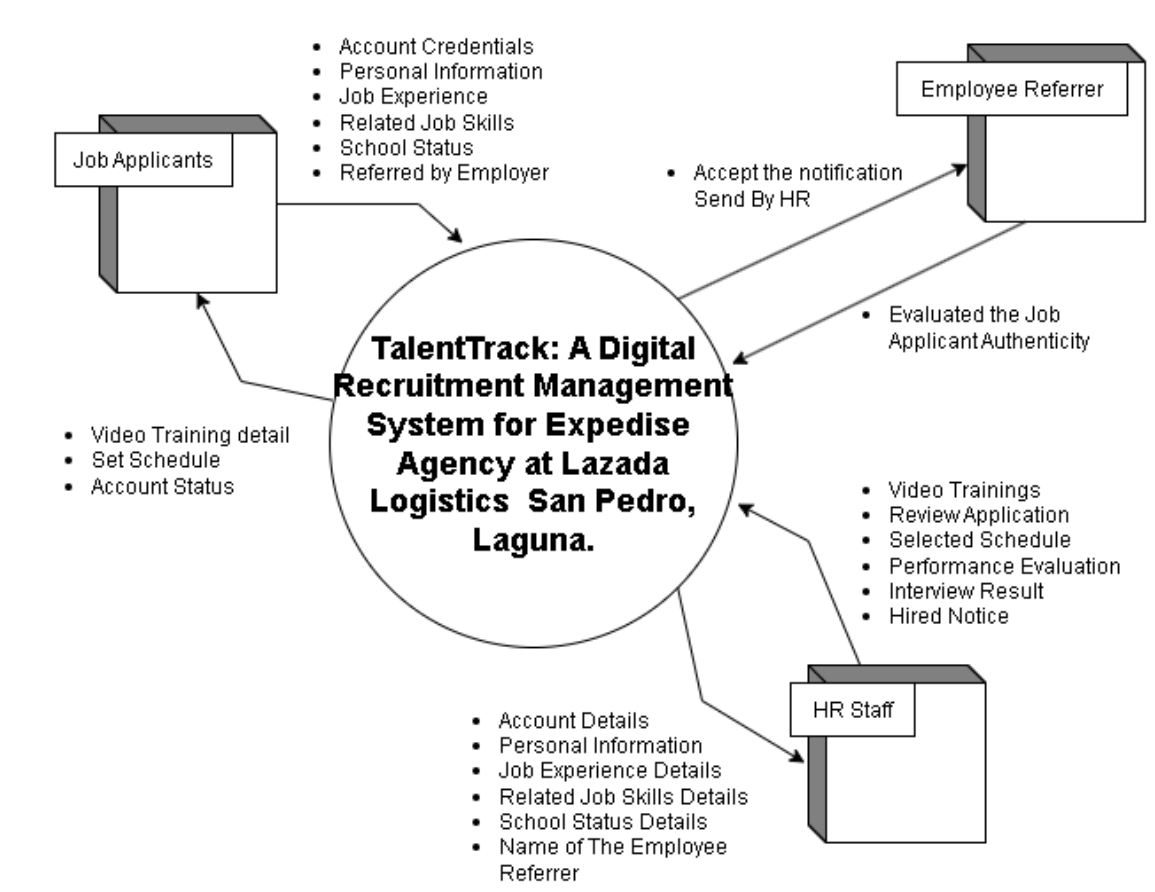 • Account Credentials
• Personal Information
• Job Experience
• Related Job Skills
• School Status
• Referred by Employer
Job Applicants
Employee Referrer
• Accept the notification
Send By HR
• Evaluated the Job
Applicant Authenticity
TalentTrack: A Digital
Recruitment Management
System for Expedise
Agency at Lazada
Logistics San Pedro,
Laguna.
• Video Training detail
• Set Schedule
• Account Status
• Video Trainings
• Review Application
• Selected Schedule
• Performance Evaluation
• Interview Result
• Hired Notice
HR Staff
• Account Details
• Personal Information
• Job Experience Details
• Related Job Skills Details
• School Status Details
• Name of The Employee
Referrer